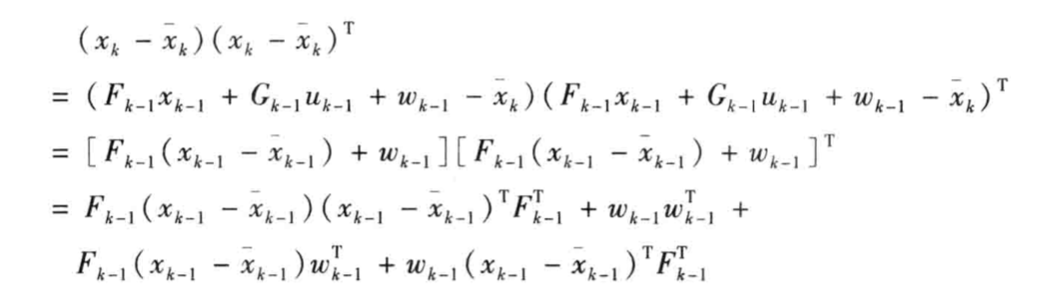 (x_k − x̄_k)(x_k − x̄_k)^T
= (F_{k−1}x_{k−1} + G_{k−1}u_{k−1} + w_{k−1} − x̄_k)(F_{k−1}x_{k−1} + G_{k−1}u_{k−1} + w_{k−1} − x̄_k)^T
= [F_{k−1}(x_{k−1} − x̄_{k−1}) + w_{k−1}][F_{k−1}(x_{k−1} − x̄_{k−1}) + w_{k−1}]^T
= F_{k−1}(x_{k−1} − x̄_{k−1})(x_{k−1} − x̄_{k−1})^T F_{k−1}^T + w_{k−1}w_{k−1}^T +
F_{k−1}(x_{k−1} − x̄_{k−1})w_{k−1}^T + w_{k−1}(x_{k−1} − x̄_{k−1})^T F_{k−1}^T